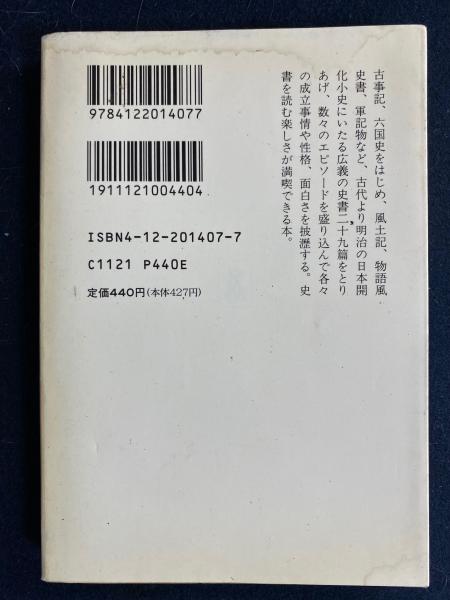 古事記、六国史をはじめ、風土記、物語風
史書、軍記物など、古代より明治の日本開
化小史にいたる広義の史書二十九篇をとり
あげ、数々のエピソードを盛り込んで各々
の成立事情や性格、面白さを披瀝する。史
書を読む楽しさが満喫できる本。
9784122014077
1911121004404
ISBN4-12-201407-7
C1121 P440E
定価440円(本体427円)